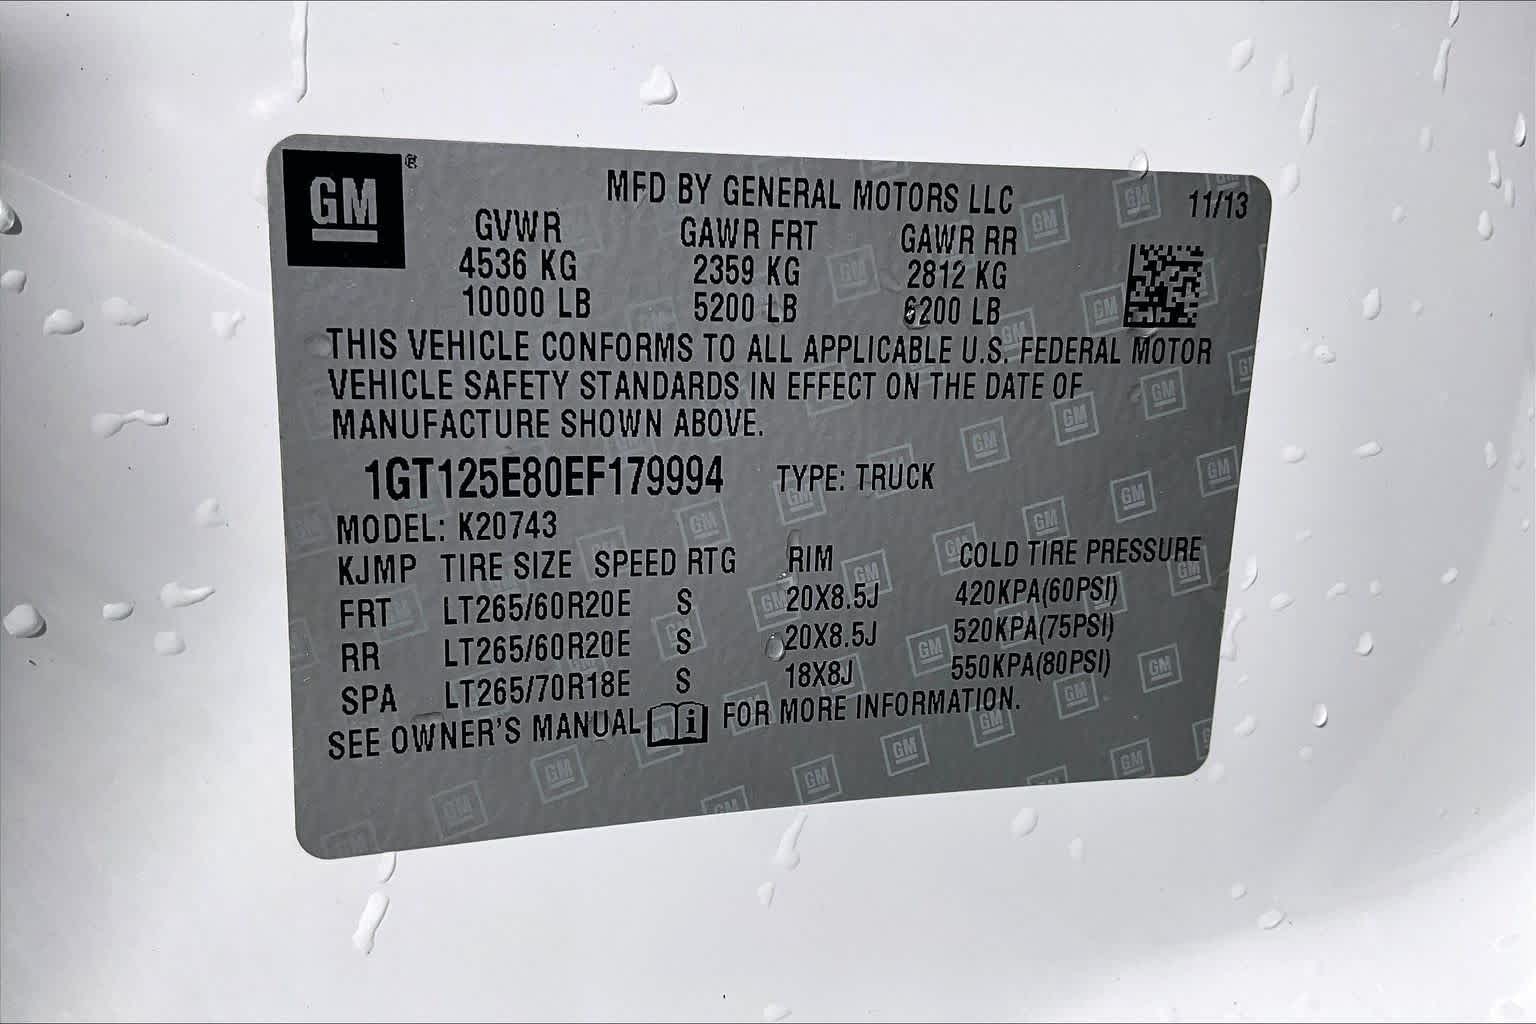 GM®
MFD BY GENERAL MOTORS LLC 11/13
GVWR GAWR FRT GAWR RR
4536 KG 2359 KG 2812 KG
10000 LB 5200 LB 6200 LB
THIS VEHICLE CONFORMS TO ALL APPLICABLE U.S. FEDERAL MOTOR
VEHICLE SAFETY STANDARDS IN EFFECT ON THE DATE OF
MANUFACTURE SHOWN ABOVE.
1GT125E80EF179994 TYPE: TRUCK
MODEL: K20743
KJMP TIRE SIZE SPEED RTG RIM COLD TIRE PRESSURE
FRT LT265/60R20E S 20X8.5J 420KPA(60PSI)
RR LT265/60R20E S 20X8.5J 520KPA(75PSI)
SPA LT265/70R18E S 18X8J 550KPA(80PSI)
SEE OWNER'S MANUAL i FOR MORE INFORMATION.